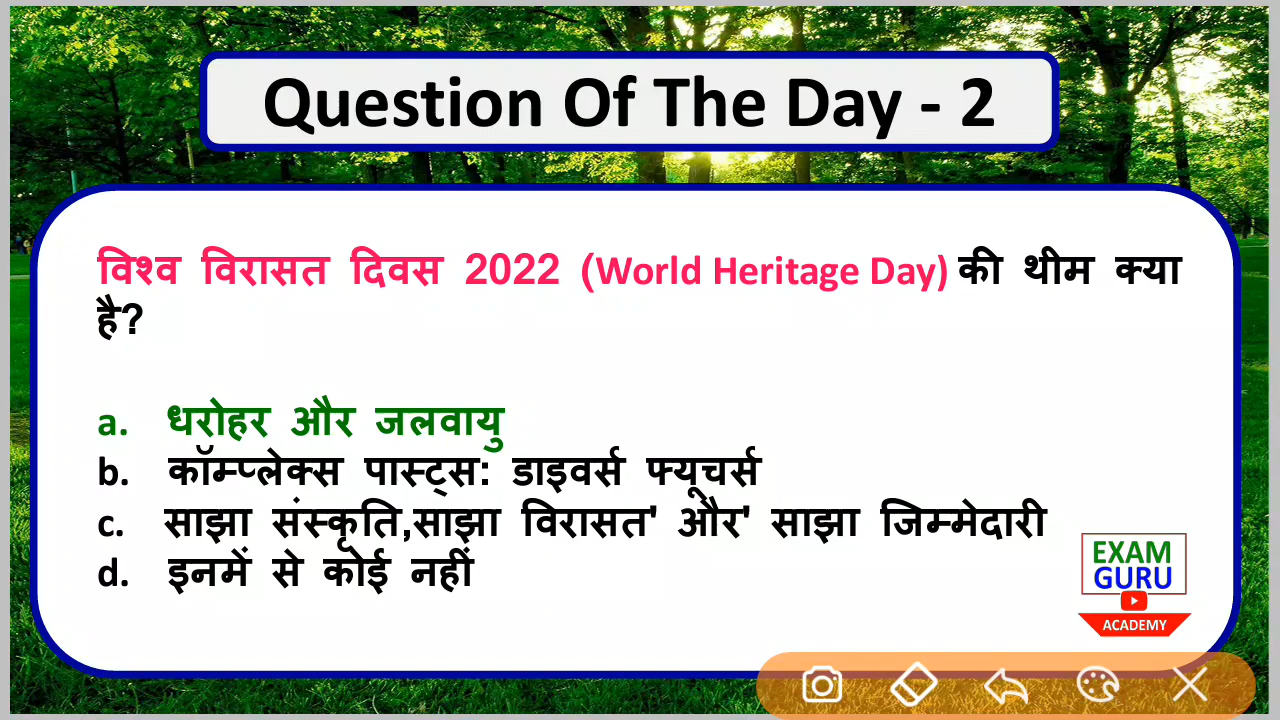 Question Of The Day - 2
विश्व विरासत दिवस 2022 (World Heritage Day) की थीम क्या
है?
a. धरोहर और जलवायु
b. कॉम्प्लेक्स पास्ट्स: डाइवर्स फ्यूचर्स
c. साझा संस्कृति,साझा विरासत' और' साझा जिम्मेदारी
d. इनमें से कोई नहीं
EXAM
GURU
ACADEMY